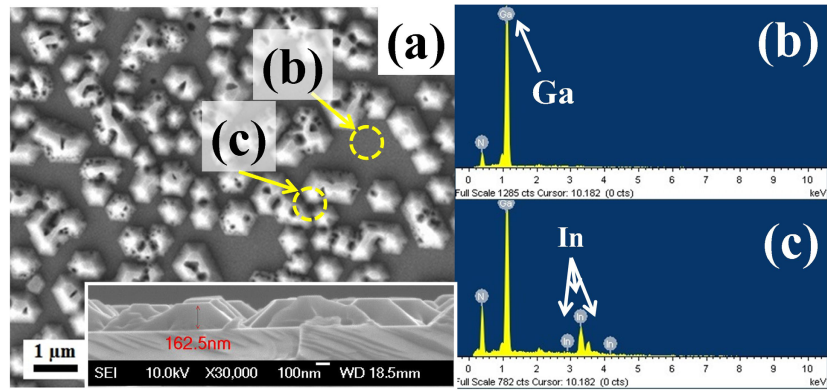 (a)
(b)
(c)
162.5nm
1 μm
SEI 10.0kV X30,000 100nm WD 18.5mm
(b)
Ga
Ga
N
0 1 2 3 4 5 6 7 8 9 10
Full Scale 1285 cts Cursor: 10.182 (0 cts) keV
(c)
Ga
In
N
In
In
In
0 1 2 3 4 5 6 7 8 9 10
Full Scale 782 cts Cursor: 10.182 (0 cts) keV